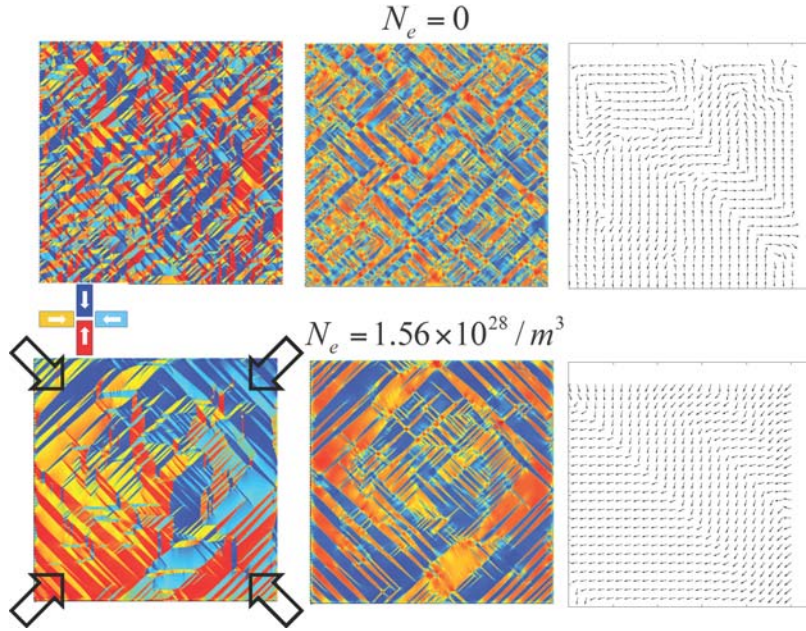 N_e = 0
N_e = 1.56×10^28 / m^3